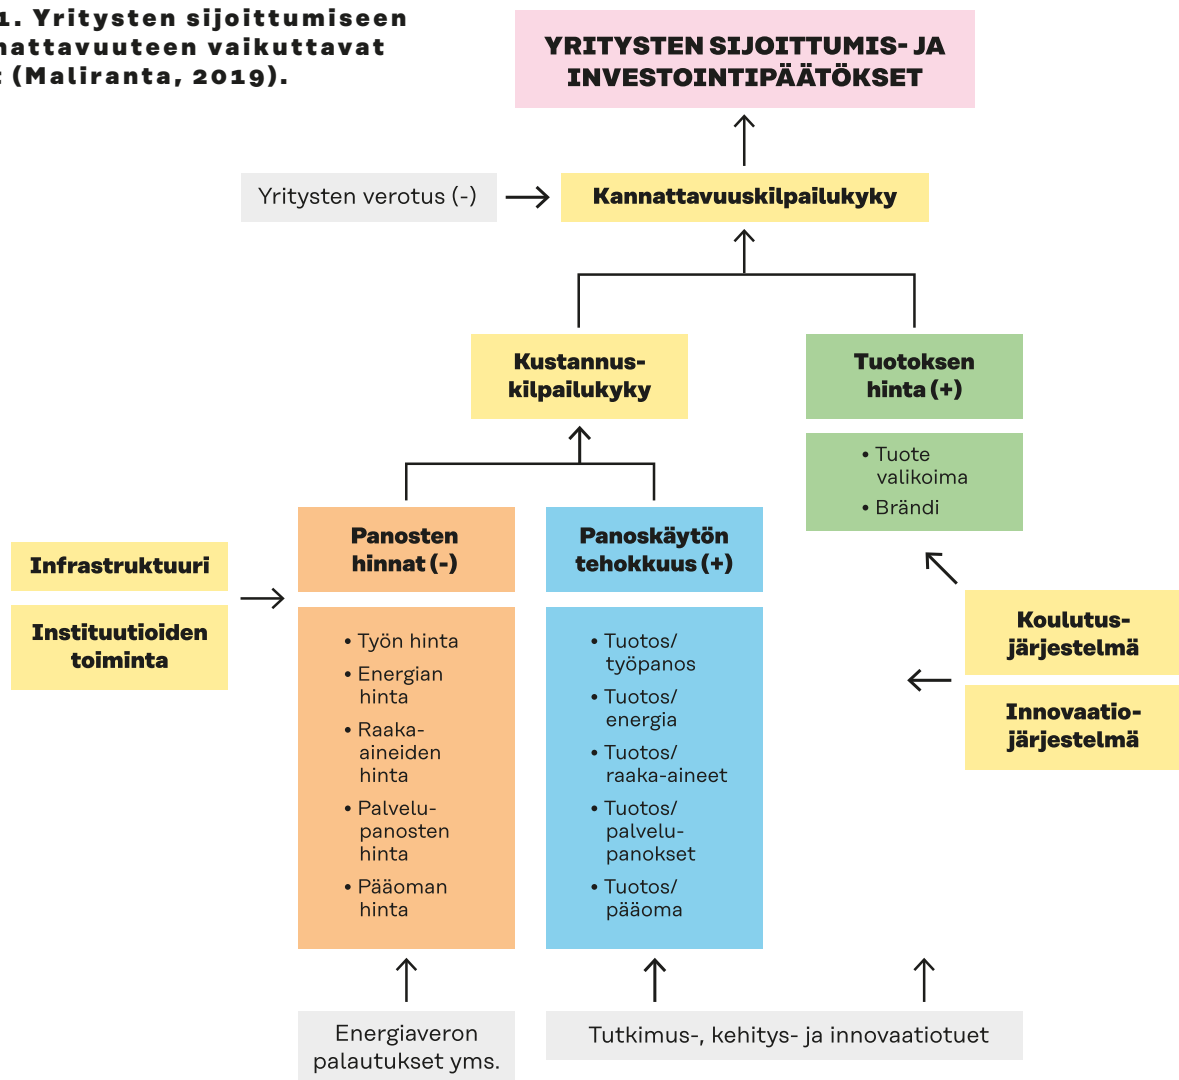 1. Yritysten sijoittumiseen
nattavuuteen vaikuttavat
(Maliranta, 2019).
YRITYSTEN SIJOITTUMIS- JA
INVESTOINTIPÄÄTÖKSET
Yritysten verotus (-)
Kannattavuuskilpailukyky
Kustannus-
kilpailukyky
Tuotoksen
hinta (+)
• Tuote
valikoima
• Brändi
Panosten
hinnat (-)
Panoskäytön
tehokkuus (+)
Infrastruktuuri
Instituutioiden
toiminta
• Työn hinta
• Energian
hinta
• Raaka-
aineiden
hinta
• Palvelu-
panosten
hinta
• Pääoman
hinta
• Tuotos/
työpanos
• Tuotos/
energia
• Tuotos/
raaka-aineet
• Tuotos/
palvelu-
panokset
• Tuotos/
pääoma
Koulutus-
järjestelmä
Innovaatio-
järjestelmä
Energiaveron
palautukset yms.
Tutkimus-, kehitys- ja innovaatiotuet